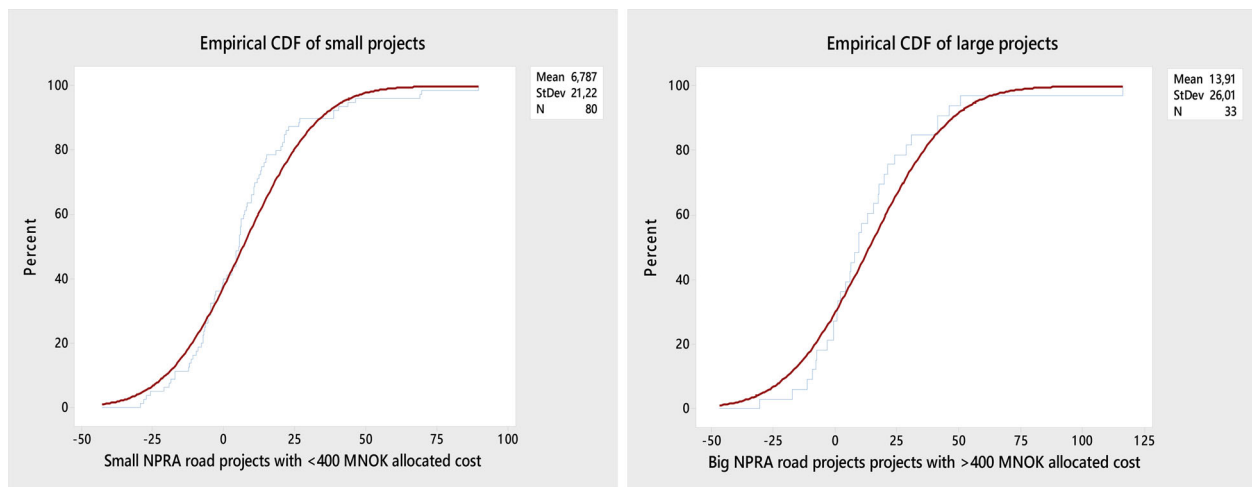 Empirical CDF of small projects
Mean 6,787
StDev 21,22
N 80
100
80
60
40
20
0
Percent
-50 -25 0 25 50 75 100
Small NPRA road projects with <400 MNOK allocated cost
Empirical CDF of large projects
Mean 13,91
StDev 26,01
N 33
100
80
60
40
20
0
Percent
-50 -25 0 25 50 75 100 125
Big NPRA road projects projects with >400 MNOK allocated cost